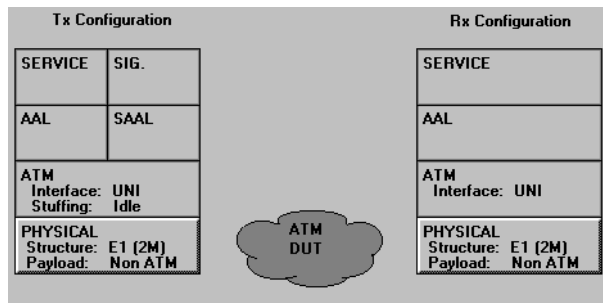 Tx Configuration
Rx Configuration
SERVICE
SIG.
AAL
SAAL
ATM
Interface: UNI
Stuffing: Idle
PHYSICAL
Structure: E1 (2M)
Payload: Non ATM
ATM
DUT
SERVICE
AAL
ATM
Interface: UNI
PHYSICAL
Structure: E1 (2M)
Payload: Non ATM